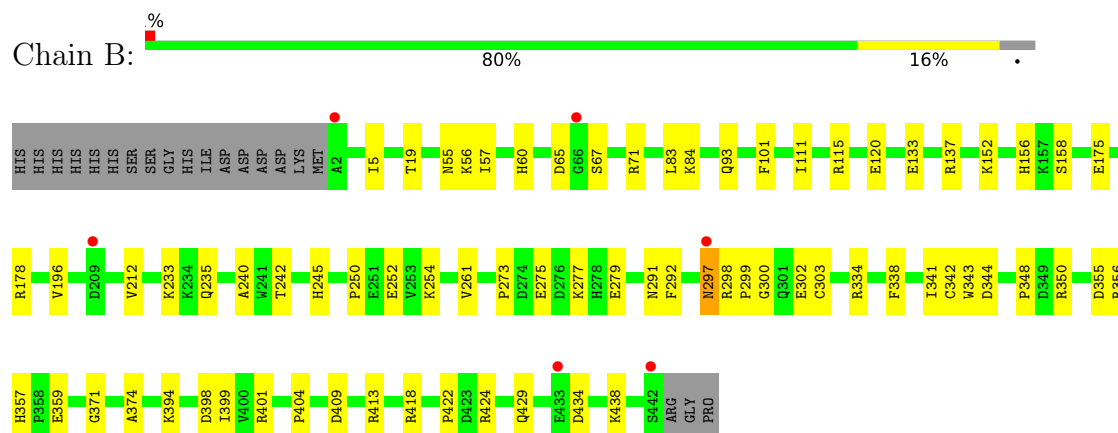 .%
Chain B:
80% 16% •
HIS HIS HIS HIS HIS HIS SER SER GLY HIS ILE ASP ASP ASP ASP LYS MET A2 I5 T19 N55 K56 I57 H60 D65 G66 S67 R71 L83 K84 Q93 F101 I111 R115 E120 E133 R137 K152 H156 K157 S158 E175
R178 V196 D209 V212 K233 K234 Q235 A240 W241 T242 H245 P250 E251 E252 V253 K254 V261 P273 D274 E275 D276 K277 H278 E279 N291 F292 N297 R298 P299 G300 Q301 E302 C303 R334 F338 I341 C342 W343 D344 P348 D349 R350 D355
H357 P358 E359 G371 A374 K394 D398 I399 V400 R401 P404 D409 R413 R418 P422 D423 R424 Q429 E433 D434 K438 S442 ARG GLY PRO